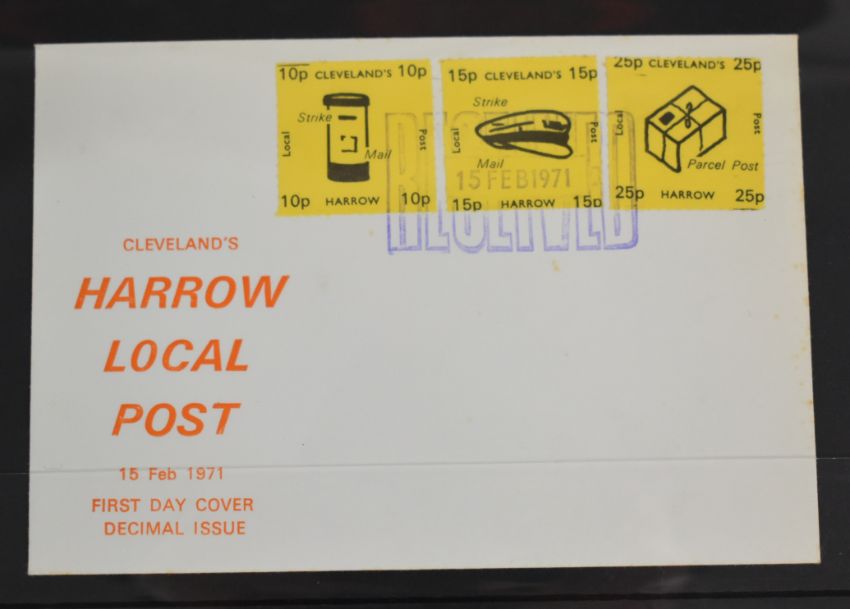 10p CLEVELAND'S 10p
Strike
Local
Post
Mail
10p HARROW 10p
15p CLEVELAND'S 15p
Strike
Local
Post
Mail
15p HARROW 15p
25p CLEVELAND'S 25p
Local
Post
Parcel Post
25p HARROW 25p
RECEIVED
15 FEB 1971
RECEIVED
CLEVELAND'S
HARROW
LOCAL
POST
15 Feb 1971
FIRST DAY COVER
DECIMAL ISSUE